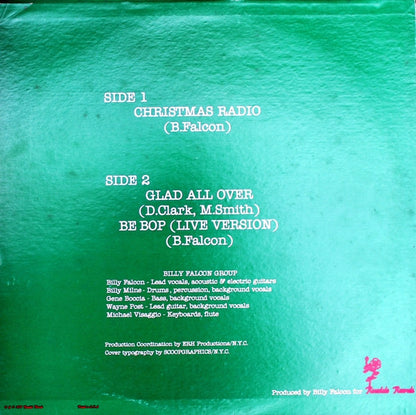 SIDE 1
CHRISTMAS RADIO
(B.Falcon)
SIDE 2
GLAD ALL OVER
(D.Clark, M.Smith)
BE BOP (LIVE VERSION)
(B.Falcon)
BILLY FALCON GROUP
Billy Falcon - Lead vocals, acoustic & electric guitars
Billy Milne - Drums, percussion, background vocals
Gene Boccia - Bass, background vocals
Wayne Post - Lead guitar, background vocals
Michael Visaggio - Keyboards, flute
Production Coordination by ERH Productions/N.Y.C.
Cover typography by SCOOPGRAPHICS/N.Y.C.
Produced by Billy Falcon for